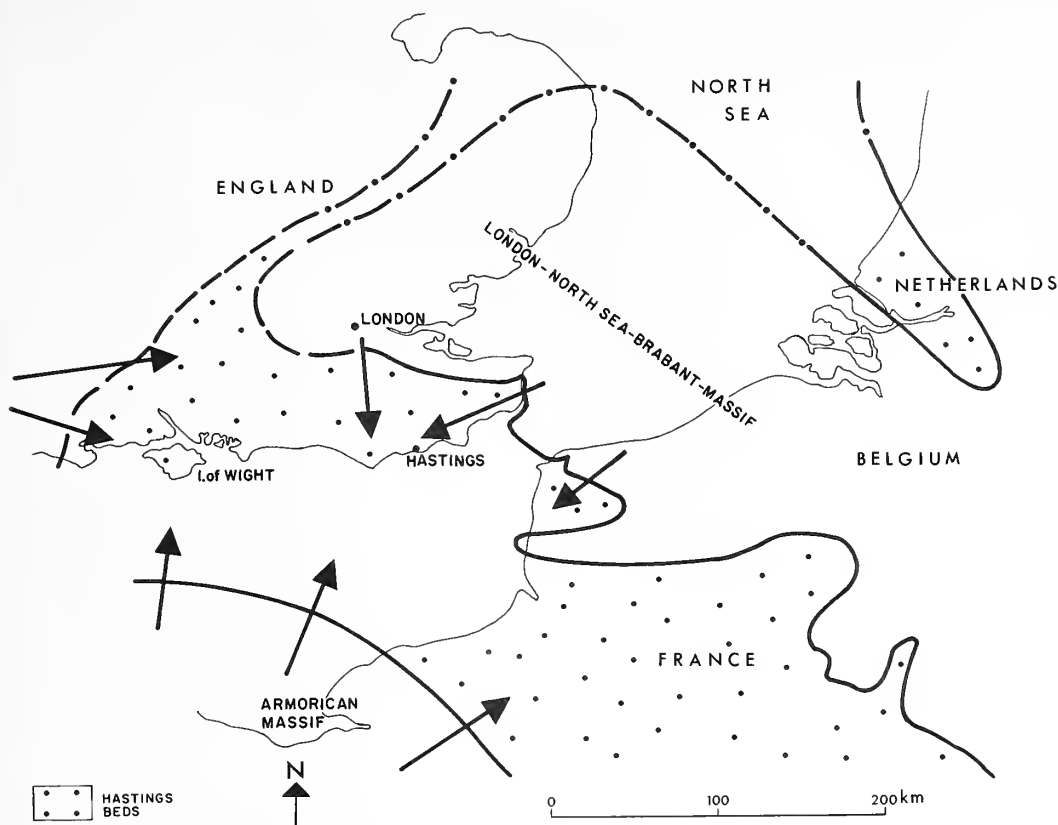 NORTH
SEA
ENGLAND
LONDON-NORTH SEA-BRABANT-MASSIF
NETHERLANDS
LONDON
HASTINGS
I.of WIGHT
BELGIUM
FRANCE
ARMORICAN
MASSIF
N
HASTINGS
BEDS
0 100 200km